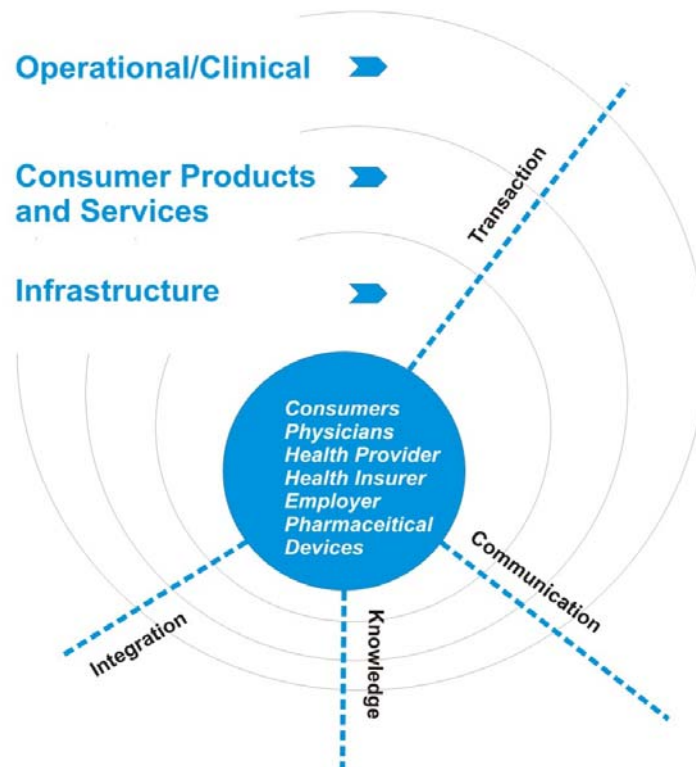 Operational/Clinical
Consumer Products
and Services
Infrastructure
Transaction
Consumers
Physicians
Health Provider
Health Insurer
Employer
Pharmaceitical
Devices
Communication
Knowledge
Integration